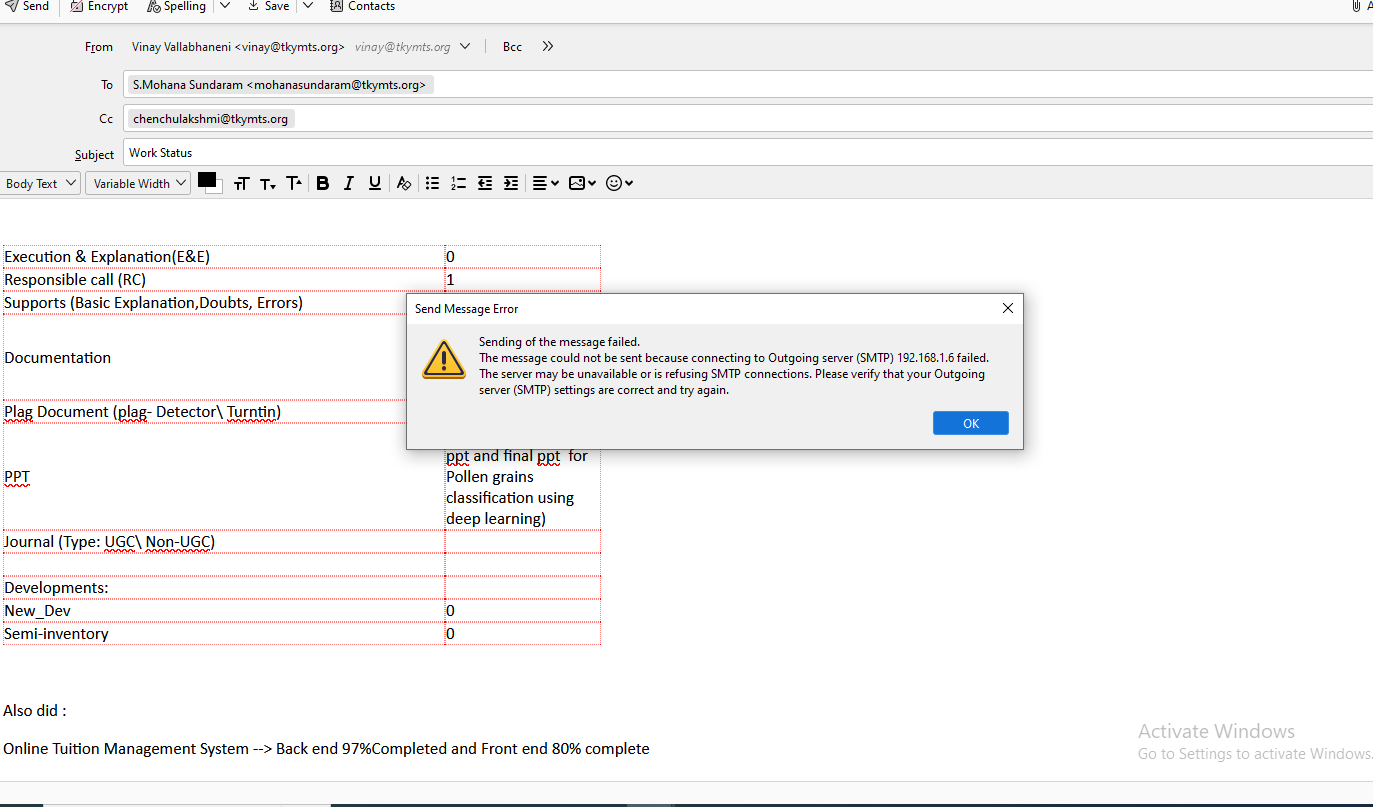 Send Encrypt Spelling Save Contacts
From Vinay Vallabhaneni <vinay@tkymts.org> vinay@tkymts.org Bcc
To S.Mohana Sundaram <mohanasundaram@tkymts.org>
Cc chenchulakshmi@tkymts.org
Subject Work Status
Body Text Variable Width
Execution & Explanation(E&E) 0
Responsible call (RC) 1
Supports (Basic Explanation,Doubts, Errors)
Documentation
Plag Document (plag- Detector\ Turntin)
Send Message Error
Sending of the message failed.
The message could not be sent because connecting to Outgoing server (SMTP) 192.168.1.6 failed.
The server may be unavailable or is refusing SMTP connections. Please verify that your Outgoing
server (SMTP) settings are correct and try again.
OK
PPT
ppt and final ppt for
Pollen grains
classification using
deep learning)
Journal (Type: UGC\ Non-UGC)
Developments:
New_Dev 0
Semi-inventory 0
Also did :
Online Tuition Management System --> Back end 97%Completed and Front end 80% complete
Activate Windows
Go to Settings to activate Windows.